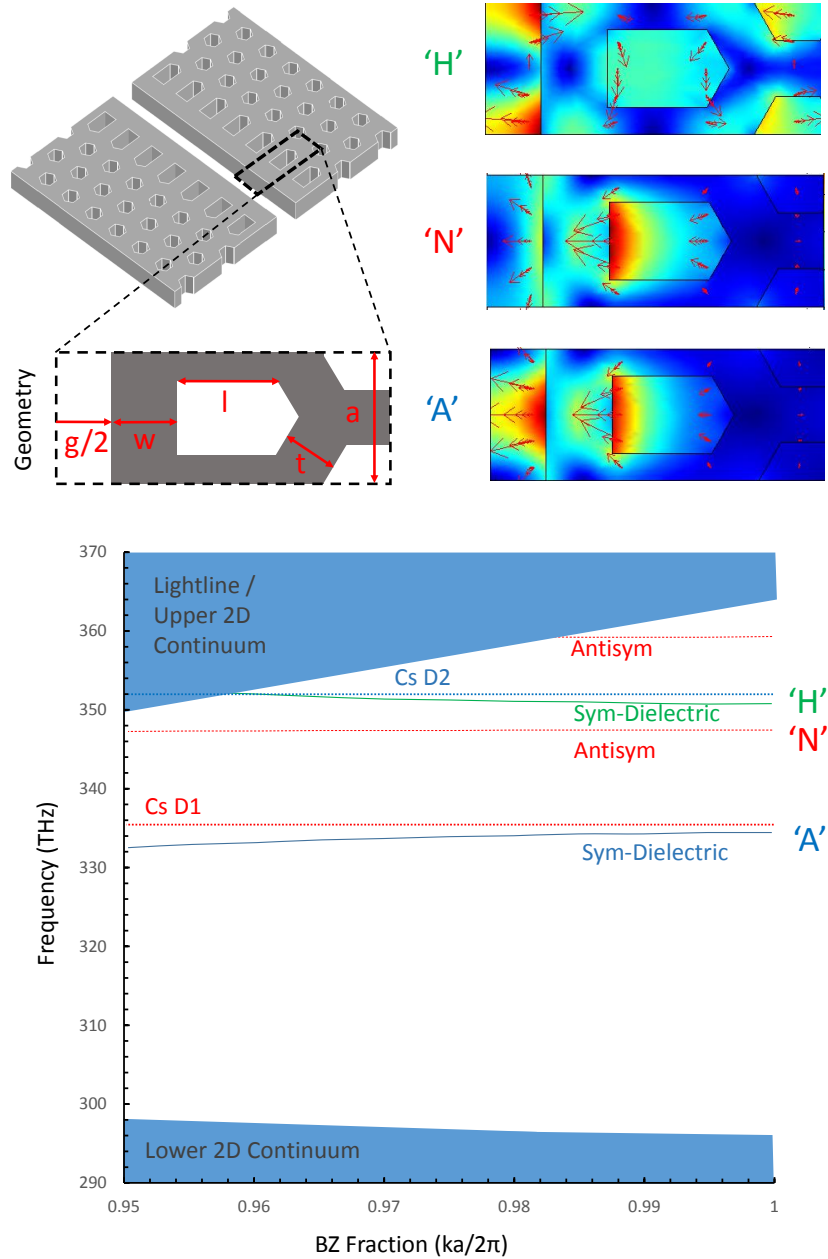 'H'
'N'
'A'
Geometry
l
a
g/2
w
t
370
360
350
340
330
320
310
300
290
Frequency (THz)
Lightline /
Upper 2D
Continuum
Antisym
Cs D2
'H'
Sym-Dielectric
'N'
Antisym
Cs D1
'A'
Sym-Dielectric
Lower 2D Continuum
0.95
0.96
0.97
0.98
0.99
1
BZ Fraction (ka/2π)